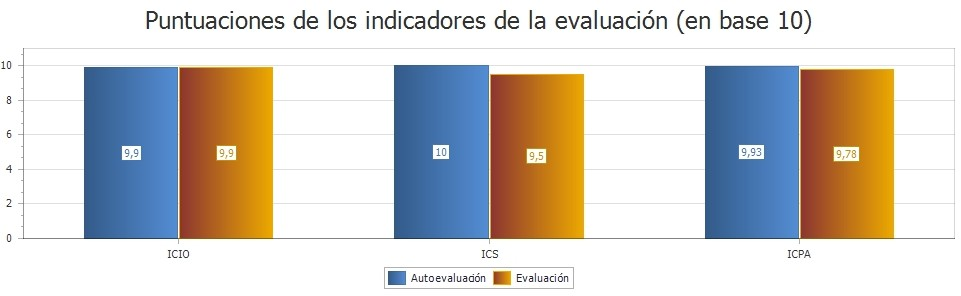 Puntuaciones de los indicadores de la evaluación (en base 10)
10
8
6
4
2
0
9,9
9,9
10
9,5
9,93
9,78
ICIO
ICS
ICPA
Autoevaluación
Evaluación